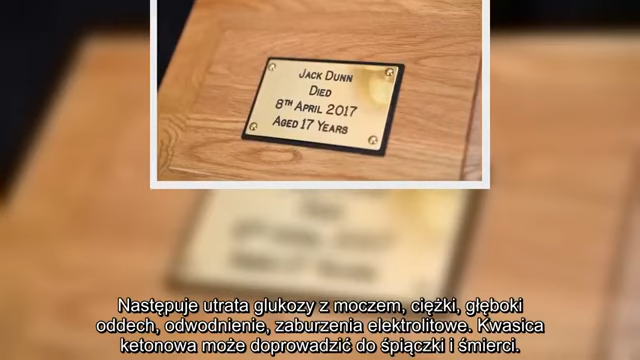 Jack Dunn
Died
8TH April 2017
Aged 17 Years
Następuje utrata glukozy z moczem, ciężki, głęboki
oddech, odwodnienie, zaburzenia elektrolitowe. Kwasica
ketonowa może doprowadzić do śpiączki i śmierci.